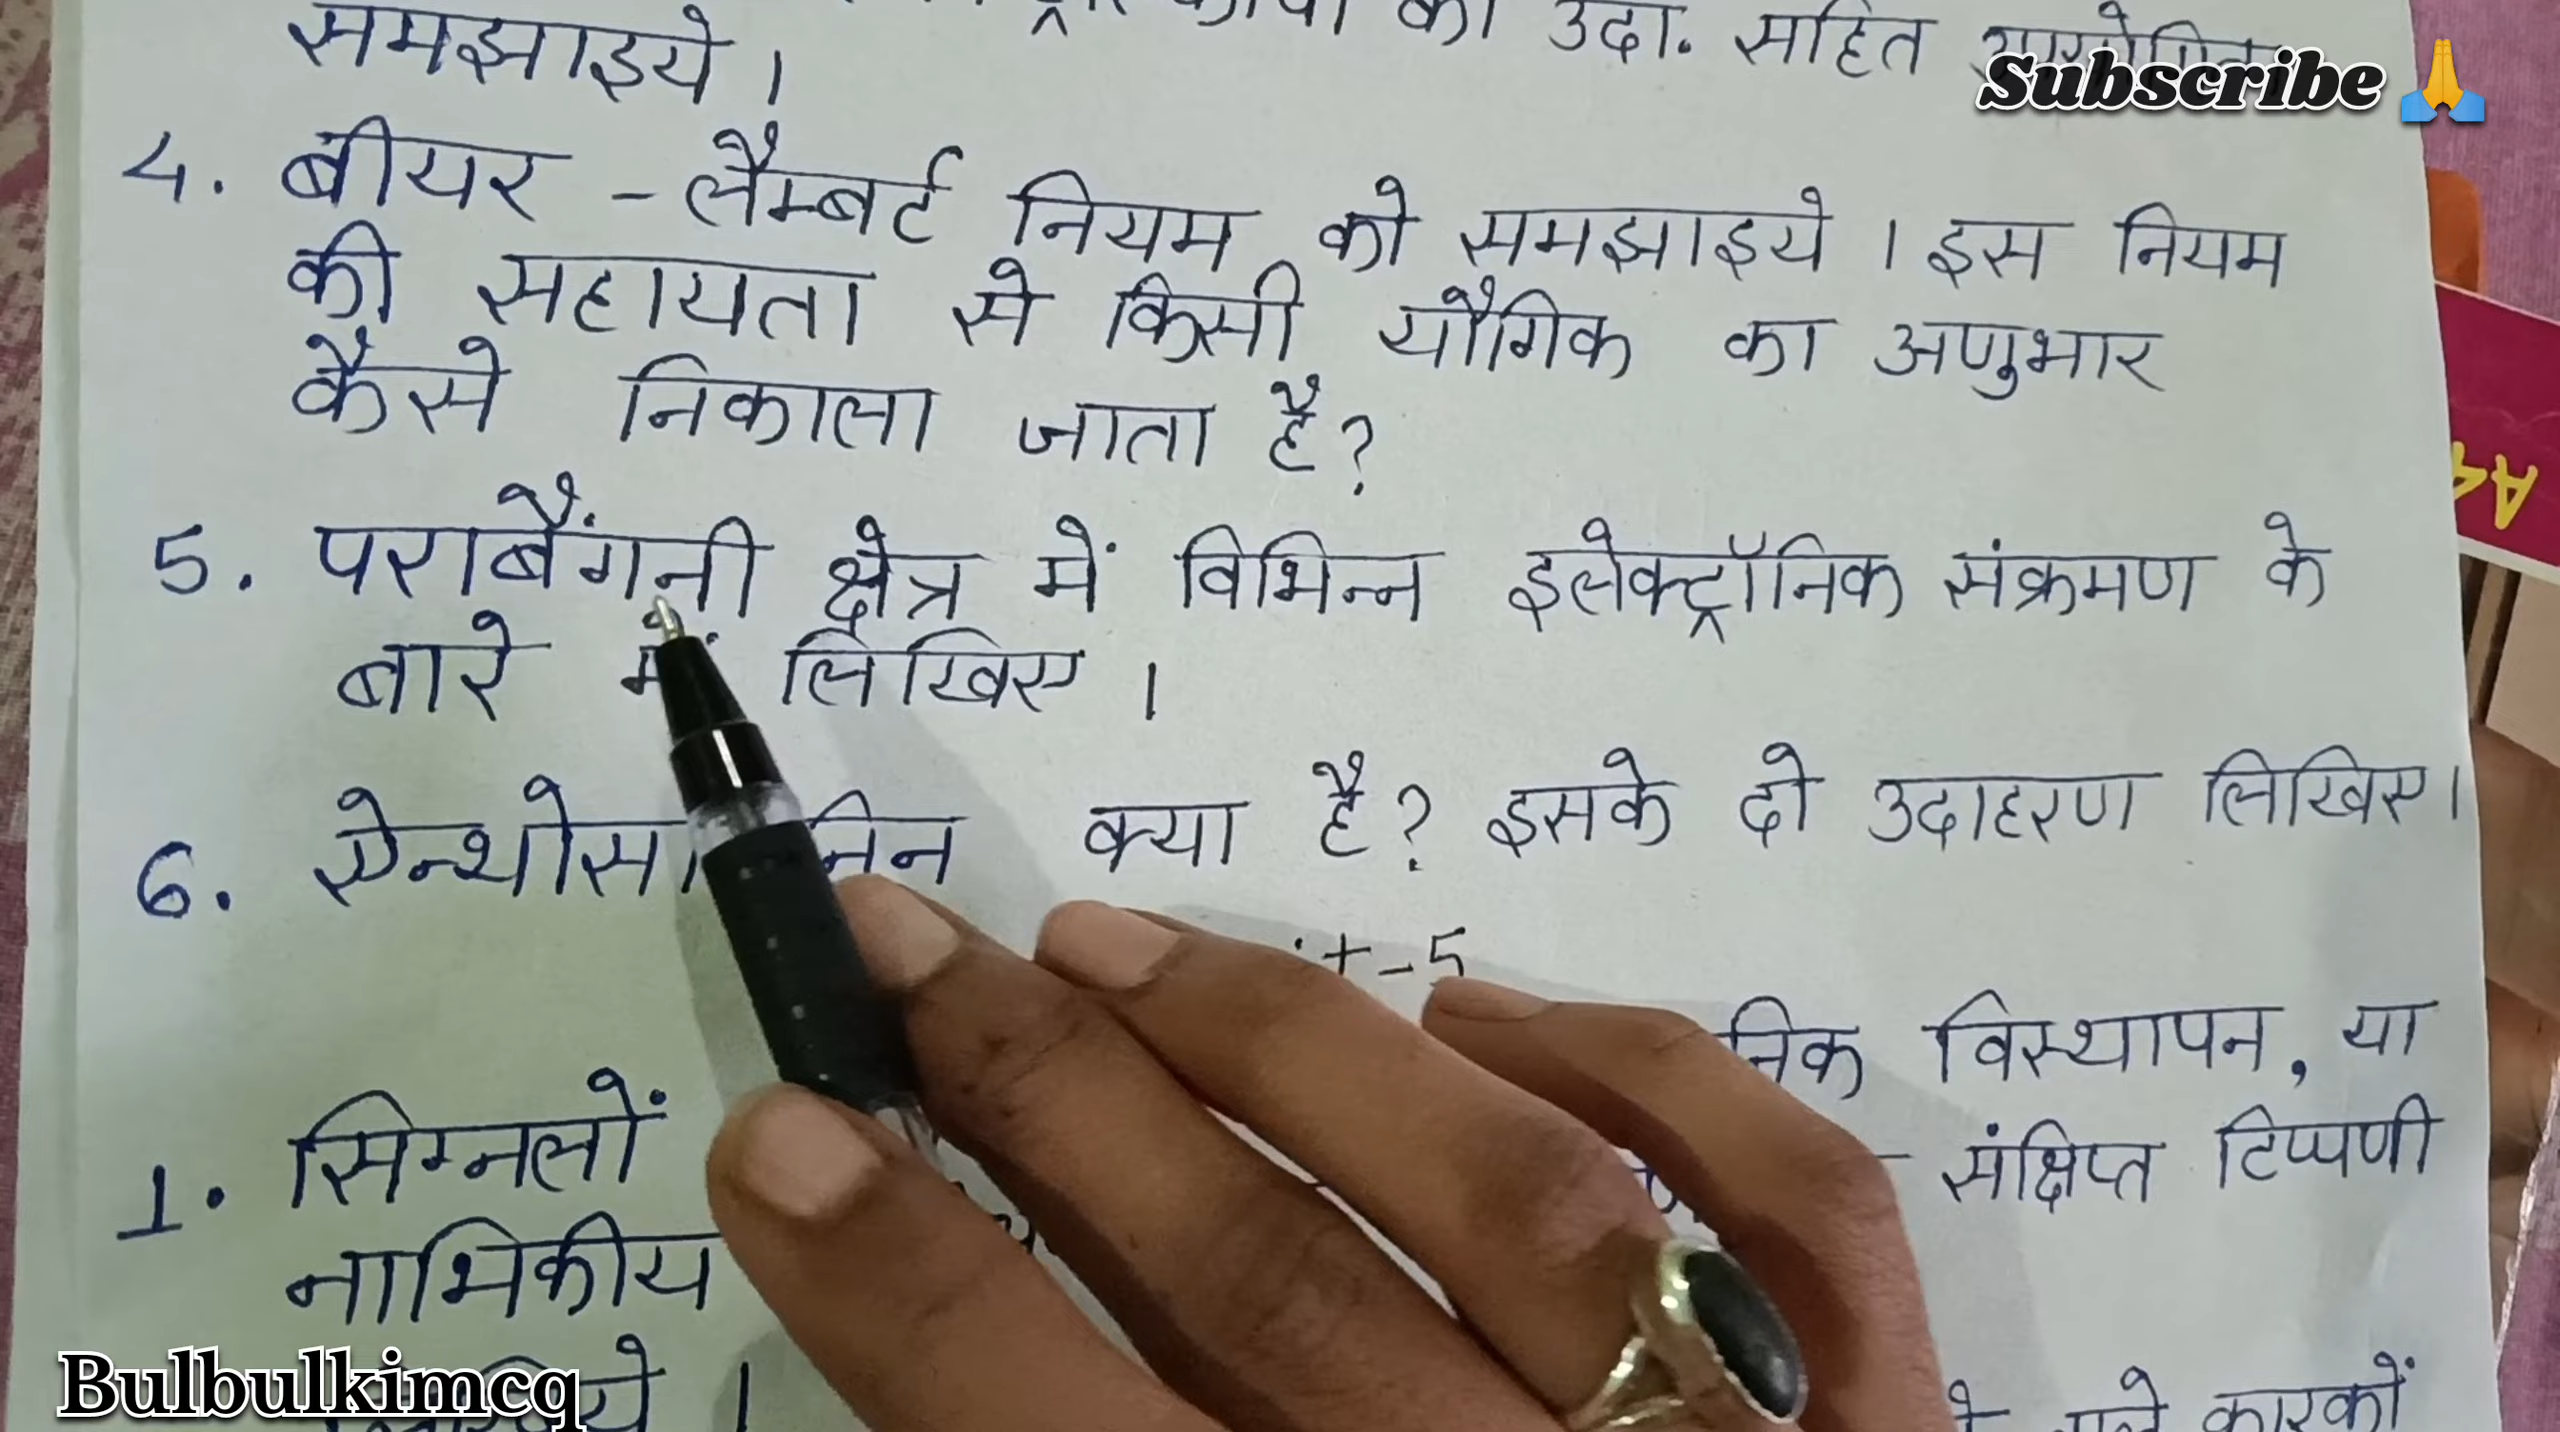 को उदा. सहित
Subscribe 🙏
समझाइये।
4. बीयर - लैम्बर्ट नियम को समझाइये। इस नियम
की सहायता से किसी यौगिक का अणुभार
कैसे निकाला जाता है?
5. पराबैंगनी क्षेत्र में विभिन्न इलेक्ट्रॉनिक संक्रमण के
बारे में लिखिए।
6. क्या है? इसके दो उदाहरण लिखिए।
- 5
1. सिग्नलों विस्थापन, या
नाभिकीय संक्षिप्त टिप्पणी
कारकों
Bulbulkimcq
A4